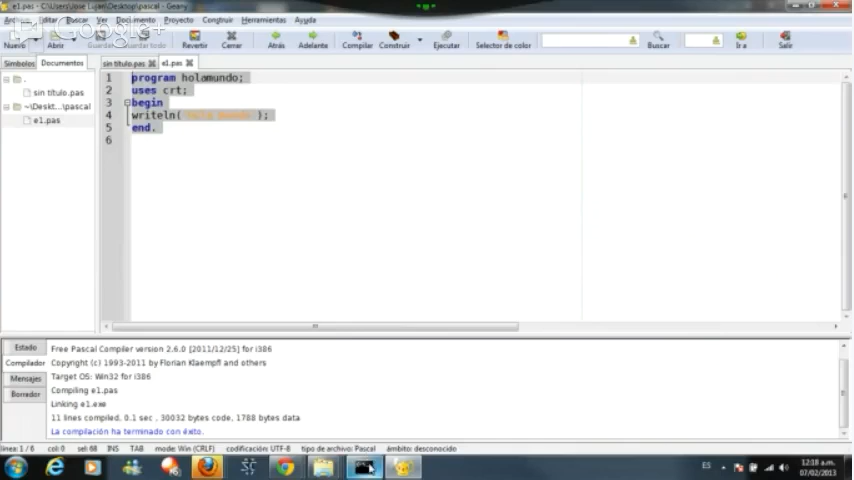 e1.pas - C:\Users\Jose Lujan\Desktop\pascal - Geany
Editar Buscar Ver Documento Proyecto Construir Herramientas Ayuda
Google+
Nuevo Abrir Guardar Guardar todo Revertir Cerrar Atrás Adelante Compilar Construir Ejecutar Selector de color Buscar Ir a Salir
Símbolos Documentos sin título.pas e1.pas
1 program holamundo;
2 uses crt;
3 begin
4 writeln( );
5 end.
6
sin título.pas
~\Deskt...\pascal
e1.pas
Estado
Compilador
Mensajes
Borrador
Free Pascal Compiler version 2.6.0 [2011/12/25] for i386
Copyright (c) 1993-2011 by Florian Klaempfl and others
Target OS: Win32 for i386
Compiling e1.pas
Linking e1.exe
11 lines compiled, 0.1 sec , 30032 bytes code, 1788 bytes data
La compilación ha terminado con éxito.
línea: 1 / 6 col: 0 sel: 68 INS TAB mode: Win (CRLF) codificación: UTF-8 tipo de archivo: Pascal ámbito: desconocido
ES 12:18 a.m.
07/02/2013